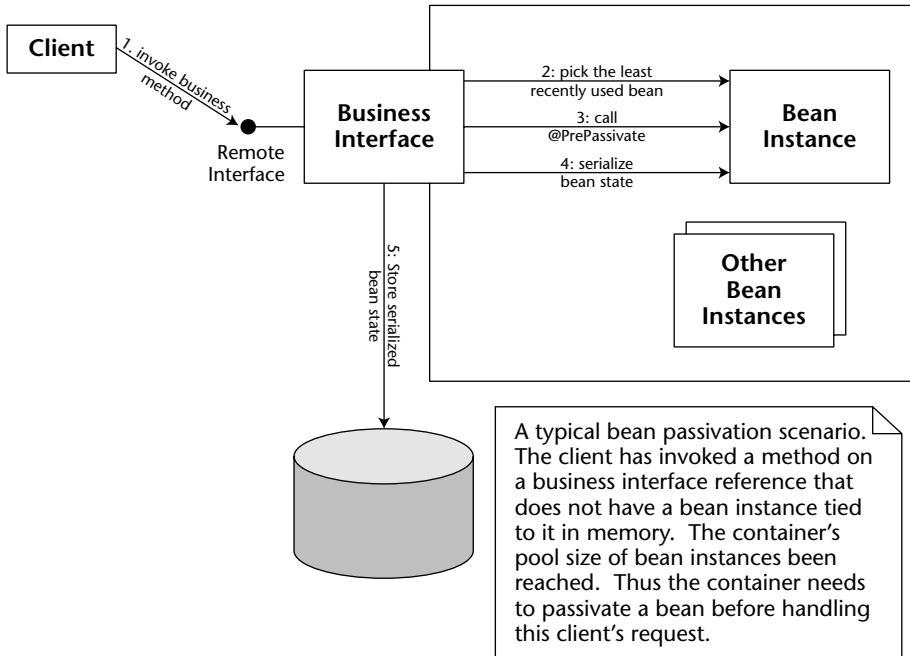 Client
1. invoke business
method
Remote
Interface
Business
Interface
2: pick the least
recently used bean
3: call
@PrePassivate
4: serialize
bean state
Bean
Instance
Other
Bean
Instances
5: Store serialized
bean state
A typical bean passivation scenario.
The client has invoked a method on
a business interface reference that
does not have a bean instance tied
to it in memory. The container's
pool size of bean instances been
reached. Thus the container needs
to passivate a bean before handling
this client's request.